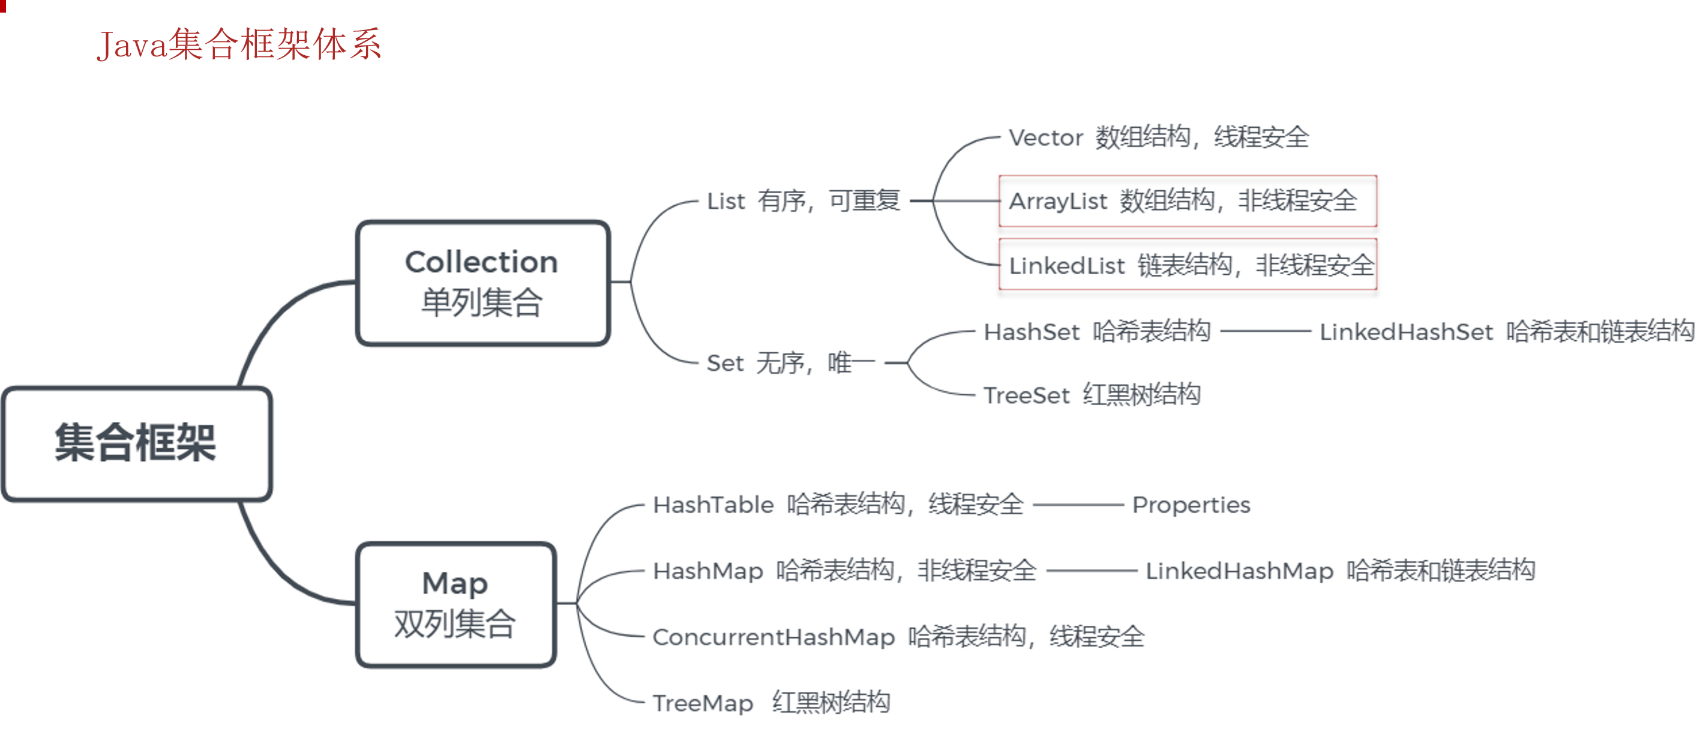 Java集合框架体系
集合框架
Collection
单列集合
List 有序，可重复
Vector 数组结构，线程安全
ArrayList 数组结构，非线程安全
LinkedList 链表结构，非线程安全
Set 无序，唯一
HashSet 哈希表结构
LinkedHashSet 哈希表和链表结构
TreeSet 红黑树结构
Map
双列集合
HashTable 哈希表结构，线程安全
Properties
HashMap 哈希表结构，非线程安全
LinkedHashMap 哈希表和链表结构
ConcurrentHashMap 哈希表结构，线程安全
TreeMap 红黑树结构